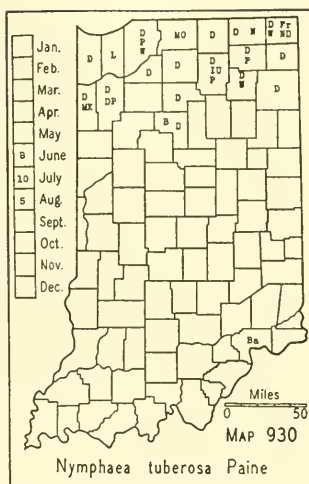 Jan.
Feb.
Mar.
Apr.
May
8 June
10 July
5 Aug.
Sept.
Oct.
Nov.
Dec.
D L D P W MO D D N D W Fr ND
D D D IU P D P D
D MX D DP D D W D
B D
Ba
Miles
0 50
MAP 930
Nymphaea tuberosa Paine